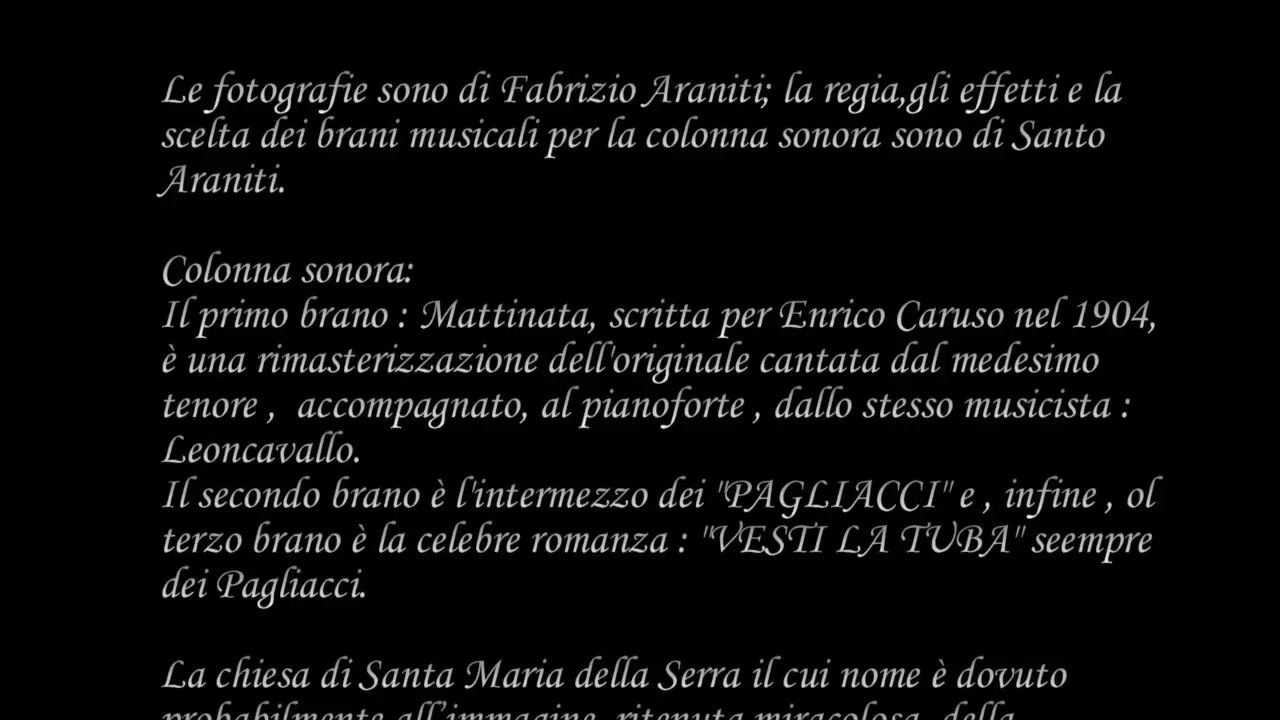 Le fotografie sono di Fabrizio Araniti; la regia,gli effetti e la
scelta dei brani musicali per la colonna sonora sono di Santo
Araniti.
Colonna sonora:
Il primo brano : Mattinata, scritta per Enrico Caruso nel 1904,
è una rimasterizzazione dell'originale cantata dal medesimo
tenore , accompagnato, al pianoforte , dallo stesso musicista :
Leoncavallo.
Il secondo brano è l'intermezzo dei "PAGLIACCI" e , infine , ol
terzo brano è la celebre romanza : "VESTI LA TUBA" seempre
dei Pagliacci.
La chiesa di Santa Maria della Serra il cui nome è dovuto
probabilmente all'immagine, ritenuta miracolosa, della